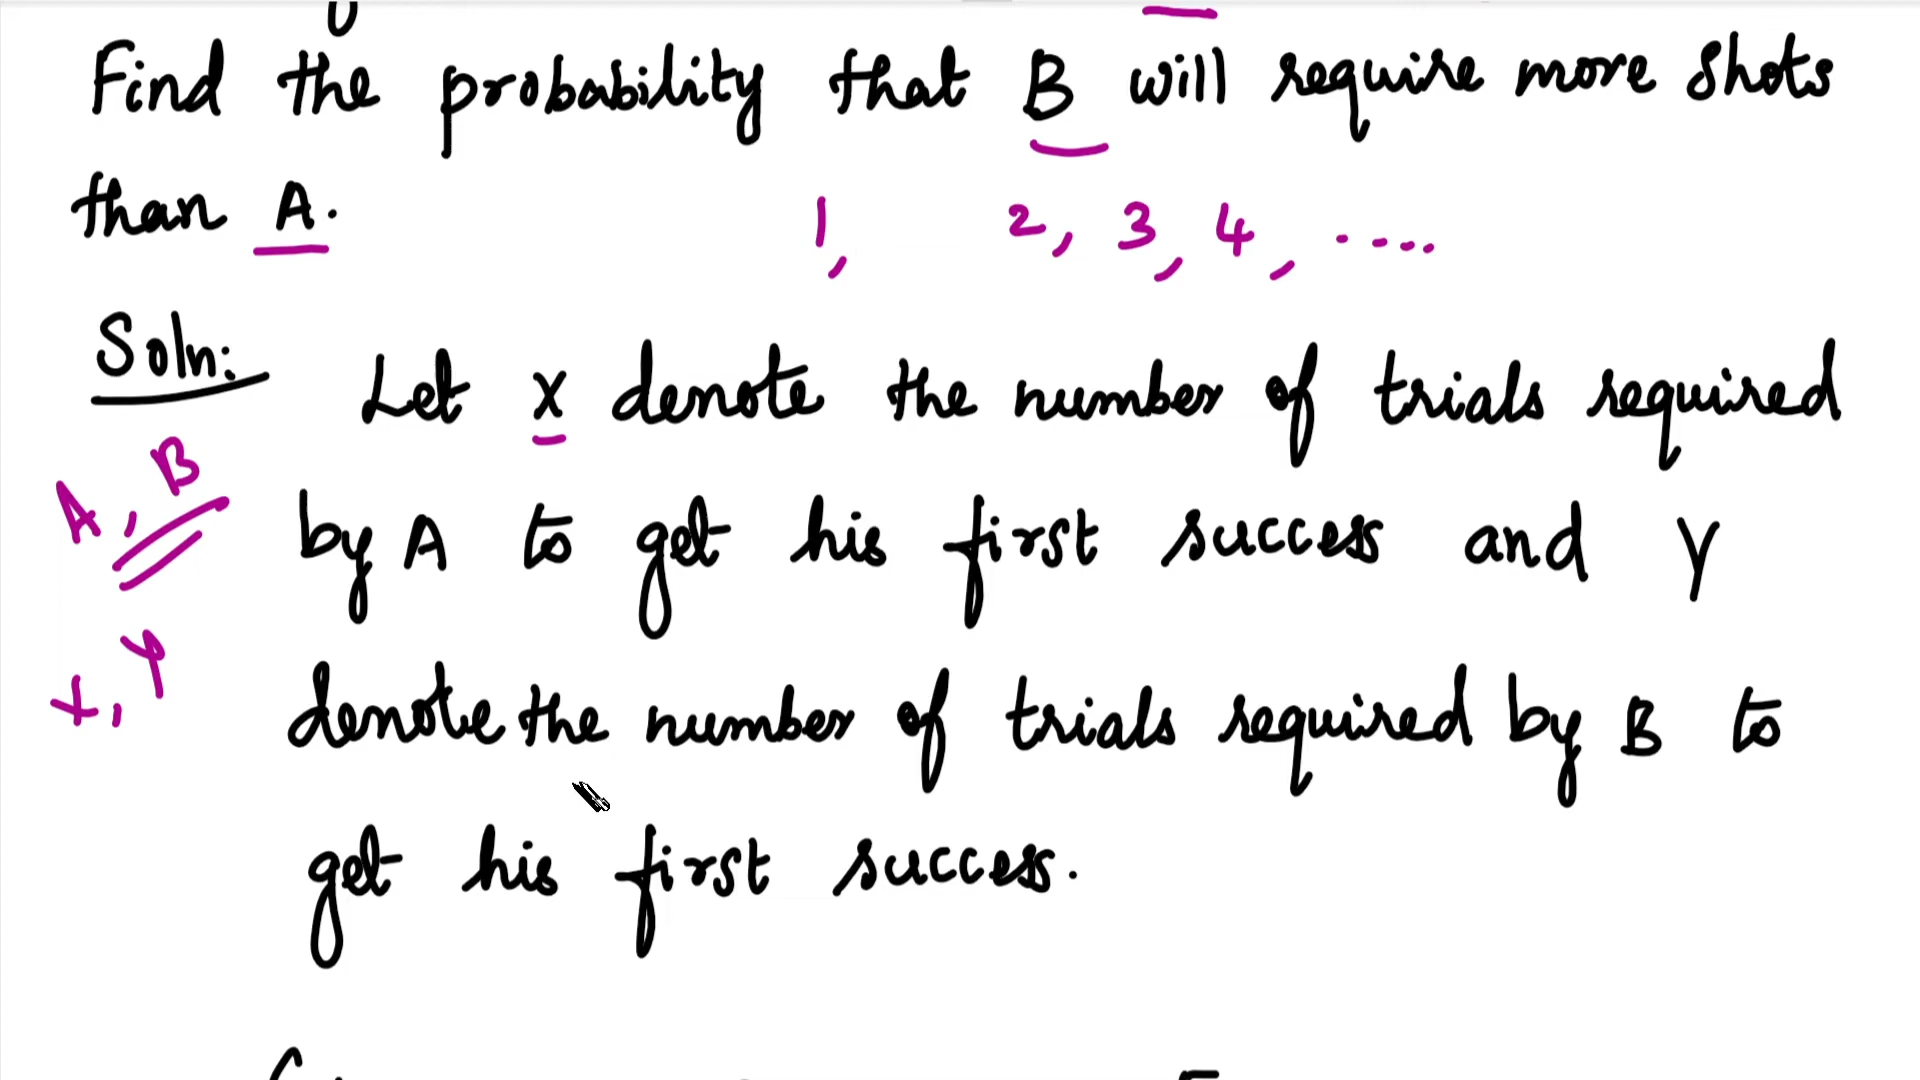 Find the probability that B will require more shots
than A.
1, 2, 3, 4, ....
Soln:
Let X denote the number of trials required
A, B
by A to get his first success and Y
X, Y
denote the number of trials required by B to
get his first success.